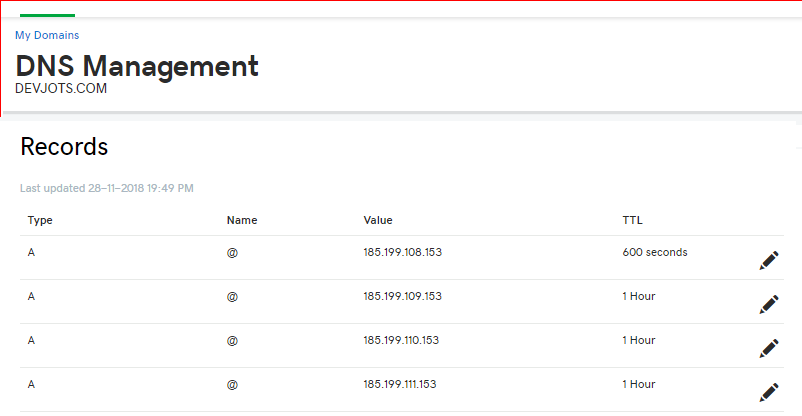 My Domains
DNS Management
DEVJOTS.COM
Records
Last updated 28-11-2018 19:49 PM
Type Name Value TTL
A @ 185.199.108.153 600 seconds
A @ 185.199.109.153 1 Hour
A @ 185.199.110.153 1 Hour
A @ 185.199.111.153 1 Hour